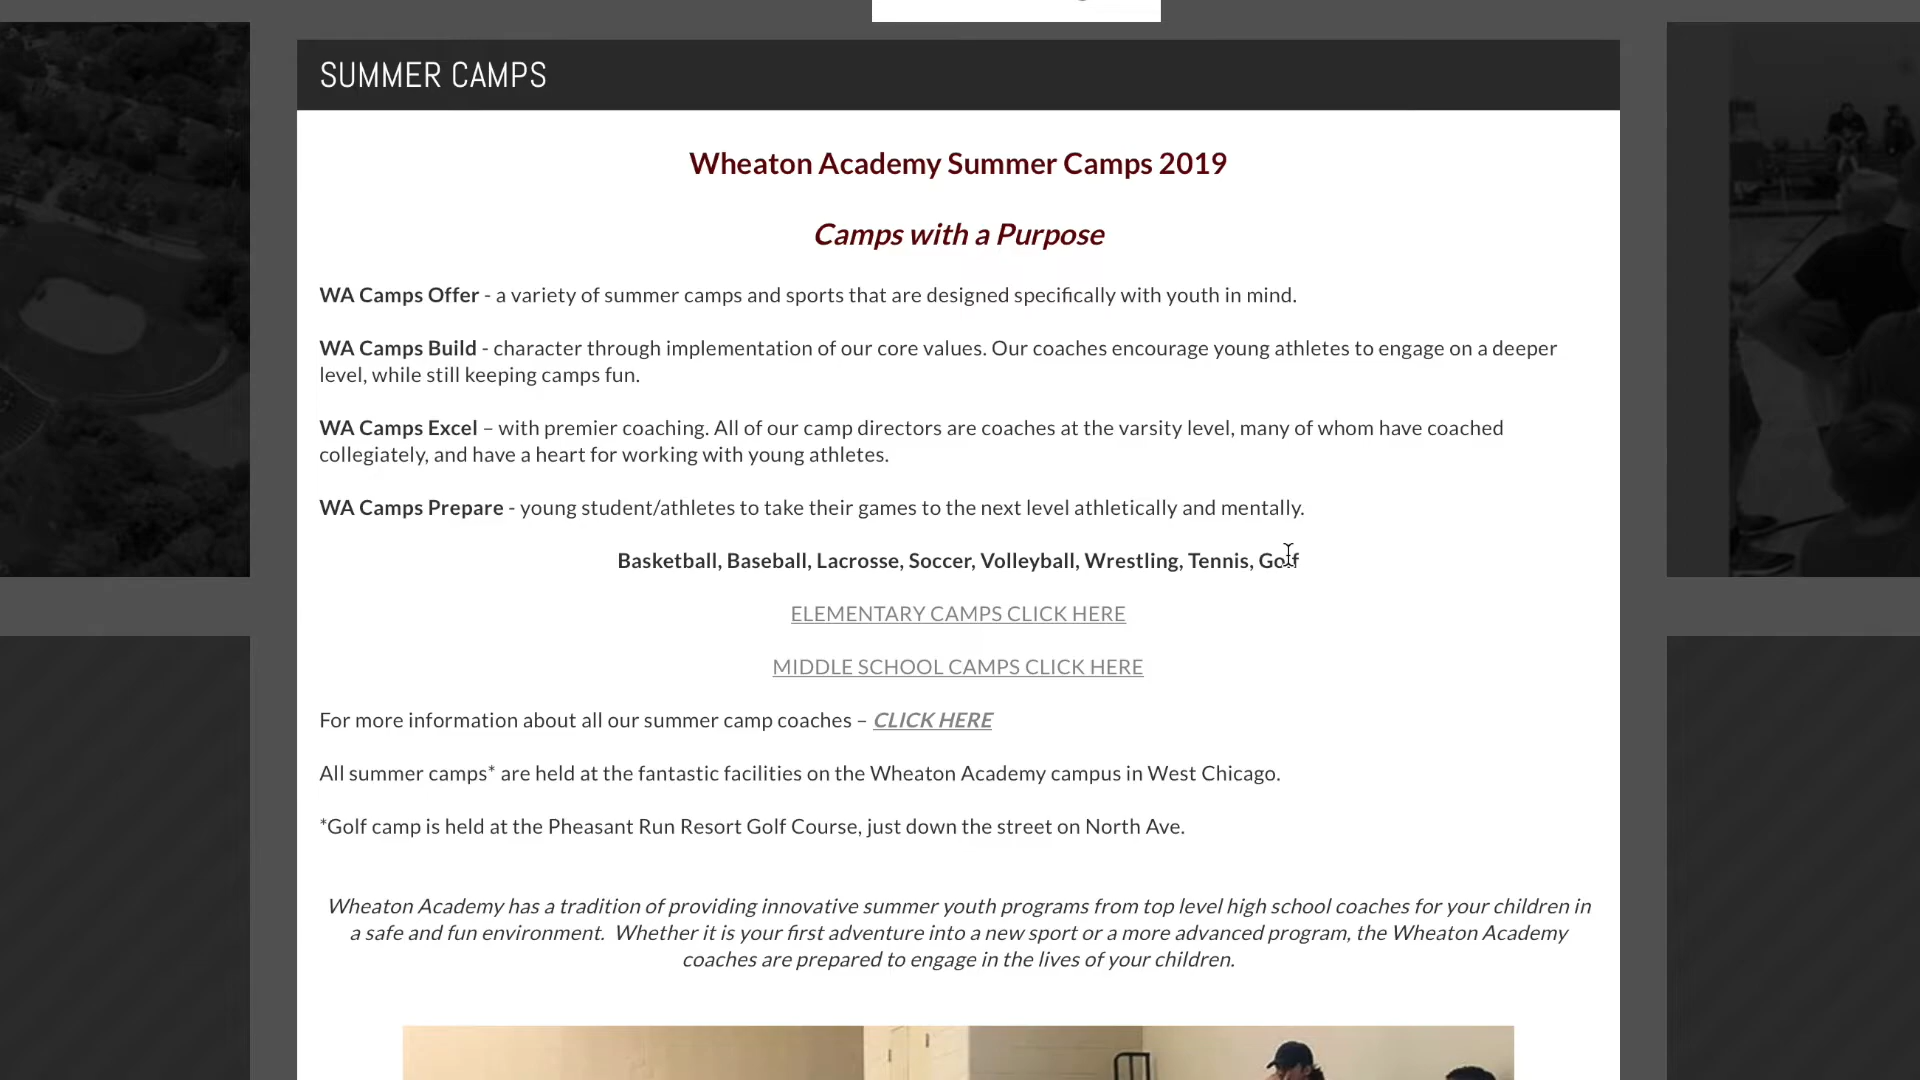 SUMMER CAMPS
Wheaton Academy Summer Camps 2019
Camps with a Purpose
WA Camps Offer - a variety of summer camps and sports that are designed specifically with youth in mind.
WA Camps Build - character through implementation of our core values. Our coaches encourage young athletes to engage on a deeper
level, while still keeping camps fun.
WA Camps Excel – with premier coaching. All of our camp directors are coaches at the varsity level, many of whom have coached
collegiately, and have a heart for working with young athletes.
WA Camps Prepare - young student/athletes to take their games to the next level athletically and mentally.
Basketball, Baseball, Lacrosse, Soccer, Volleyball, Wrestling, Tennis, Golf
ELEMENTARY CAMPS CLICK HERE
MIDDLE SCHOOL CAMPS CLICK HERE
For more information about all our summer camp coaches – CLICK HERE
All summer camps* are held at the fantastic facilities on the Wheaton Academy campus in West Chicago.
*Golf camp is held at the Pheasant Run Resort Golf Course, just down the street on North Ave.
Wheaton Academy has a tradition of providing innovative summer youth programs from top level high school coaches for your children in
a safe and fun environment.  Whether it is your first adventure into a new sport or a more advanced program, the Wheaton Academy
coaches are prepared to engage in the lives of your children.